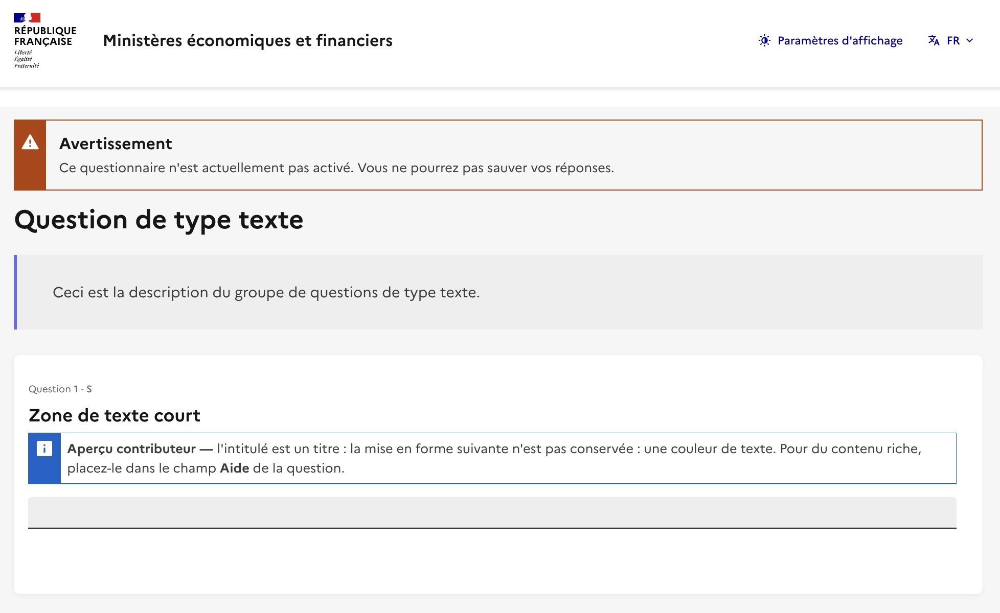 RÉPUBLIQUE
FRANÇAISE
Liberté
Égalité
Fraternité
Ministères économiques et financiers
Paramètres d'affichage
FR
Avertissement
Ce questionnaire n'est actuellement pas activé. Vous ne pourrez pas sauver vos réponses.
Question de type texte
Ceci est la description du groupe de questions de type texte.
Question 1 - S
Zone de texte court
Aperçu contributeur — l'intitulé est un titre : la mise en forme suivante n'est pas conservée : une couleur de texte. Pour du contenu riche,
placez-le dans le champ Aide de la question.